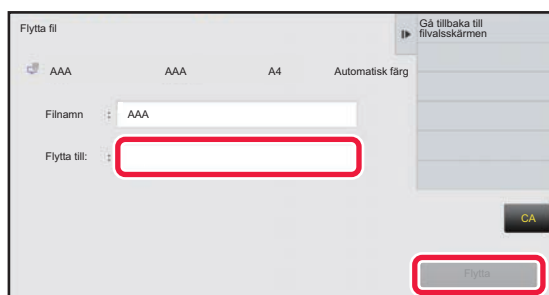 Flytta fil
Gå tillbaka till
filvalsskärmen
AAA AAA A4 Automatisk färg
Filnamn : AAA
Flytta till: :
CA
Flytta